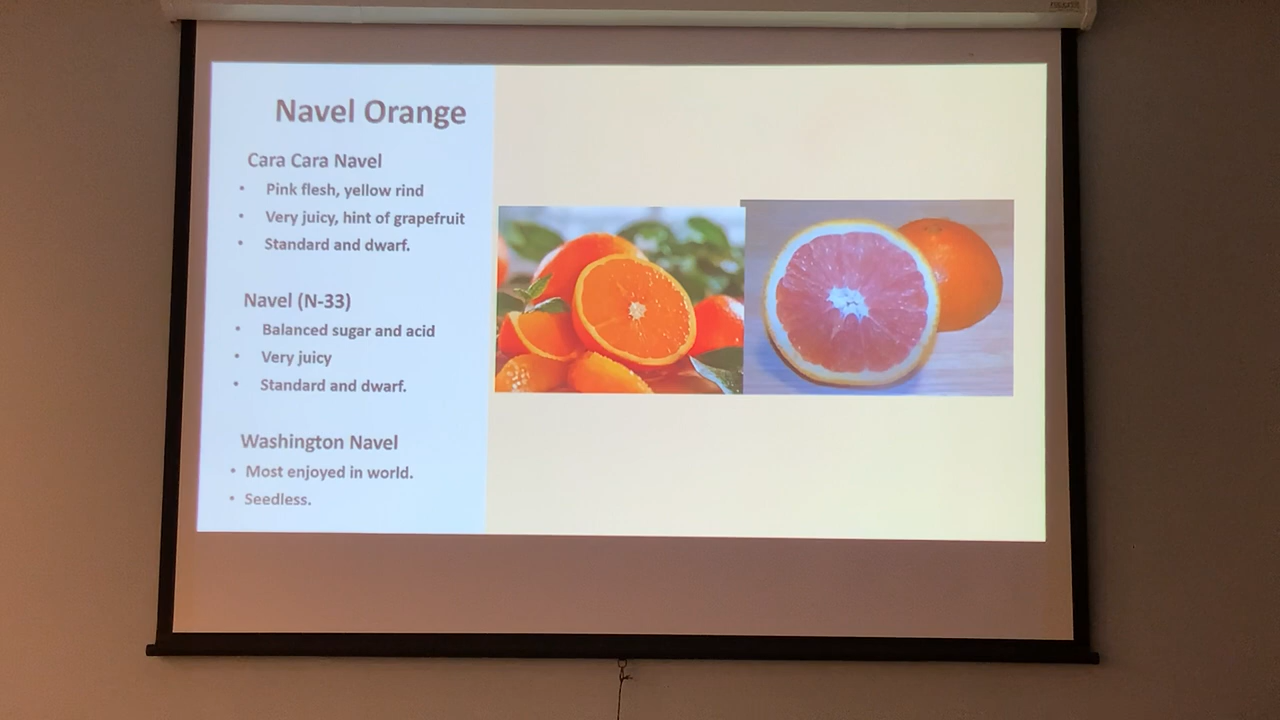 Navel Orange
Cara Cara Navel
• Pink flesh, yellow rind
• Very juicy, hint of grapefruit
• Standard and dwarf.
Navel (N-33)
• Balanced sugar and acid
• Very juicy
• Standard and dwarf.
Washington Navel
• Most enjoyed in world.
• Seedless.